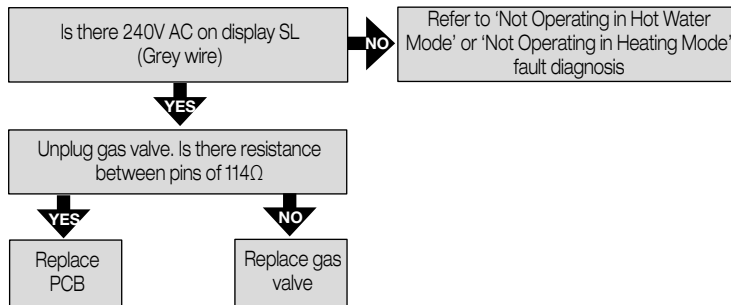 Is there 240V AC on display SL
(Grey wire)
NO
Refer to ‘Not Operating in Hot Water
Mode’ or ‘Not Operating in Heating Mode’
fault diagnosis
YES
Unplug gas valve. Is there resistance
between pins of 114Ω
YES
NO
Replace
PCB
Replace gas
valve